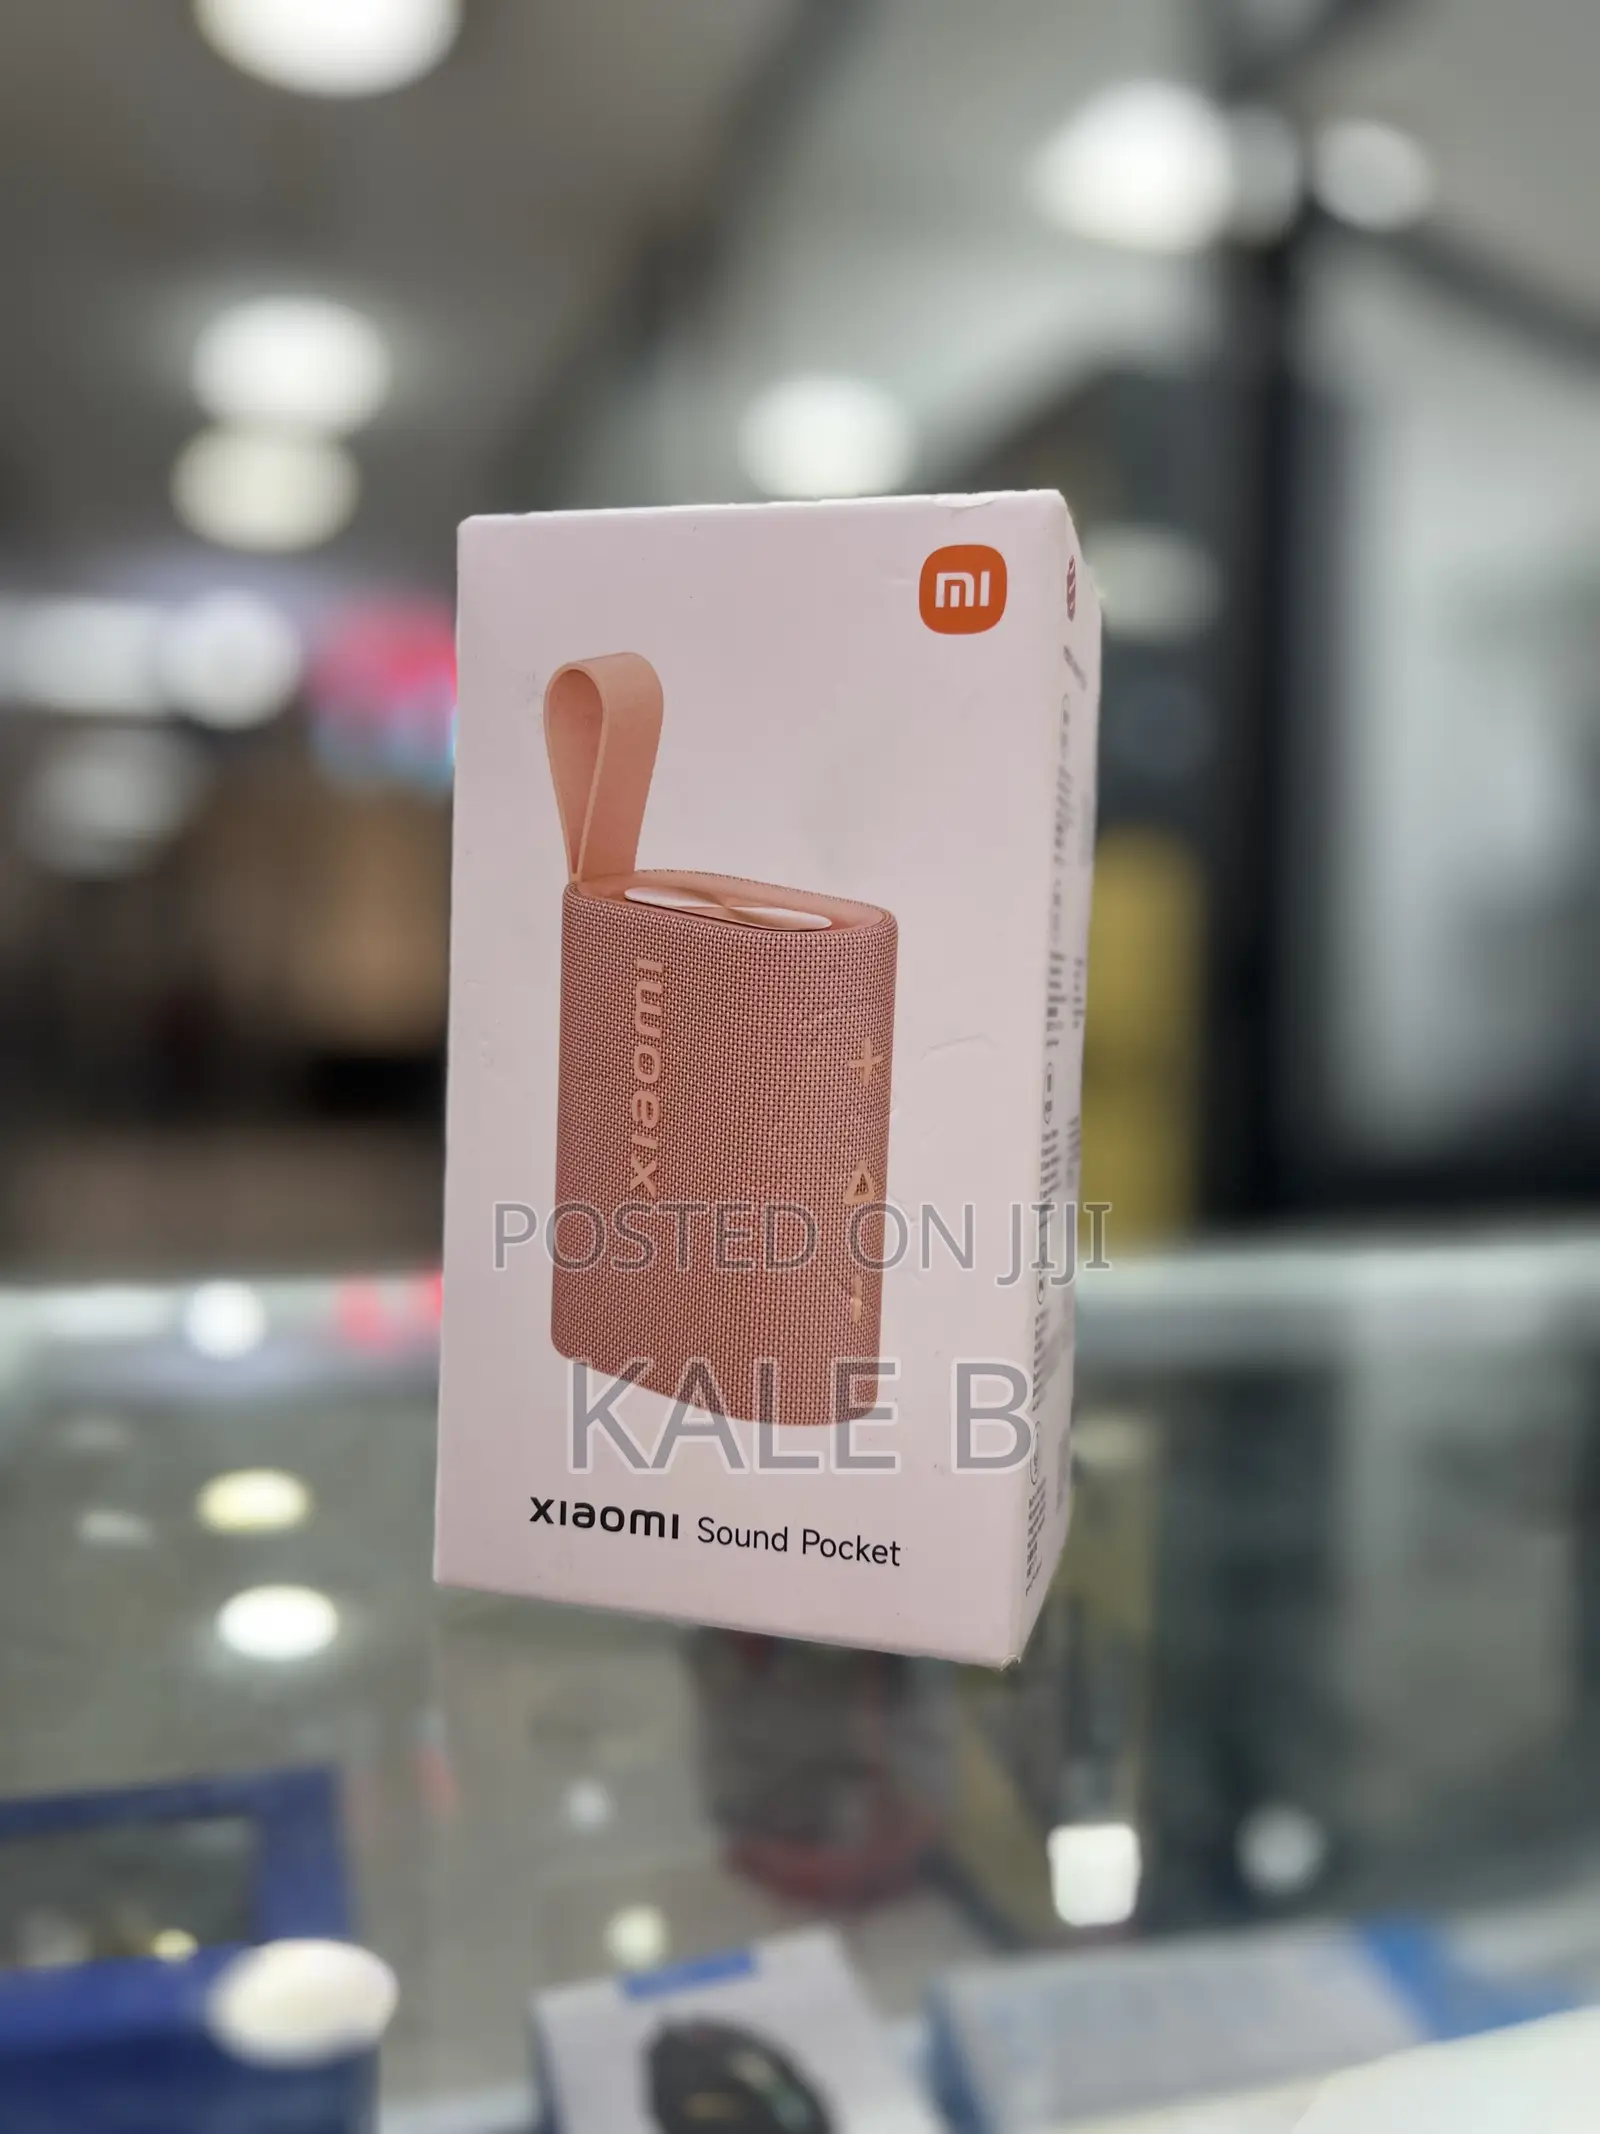 mi
xiaomi
POSTED ON JIJI
KALE B
xiaomi Sound Pocket